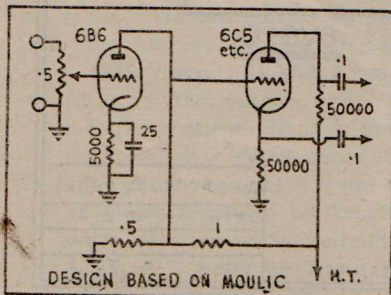 6B6
6C5
etc.
.5
.1
50000
25
5000
.1
50000
.5
1
DESIGN BASED ON MOULIC
H.T.